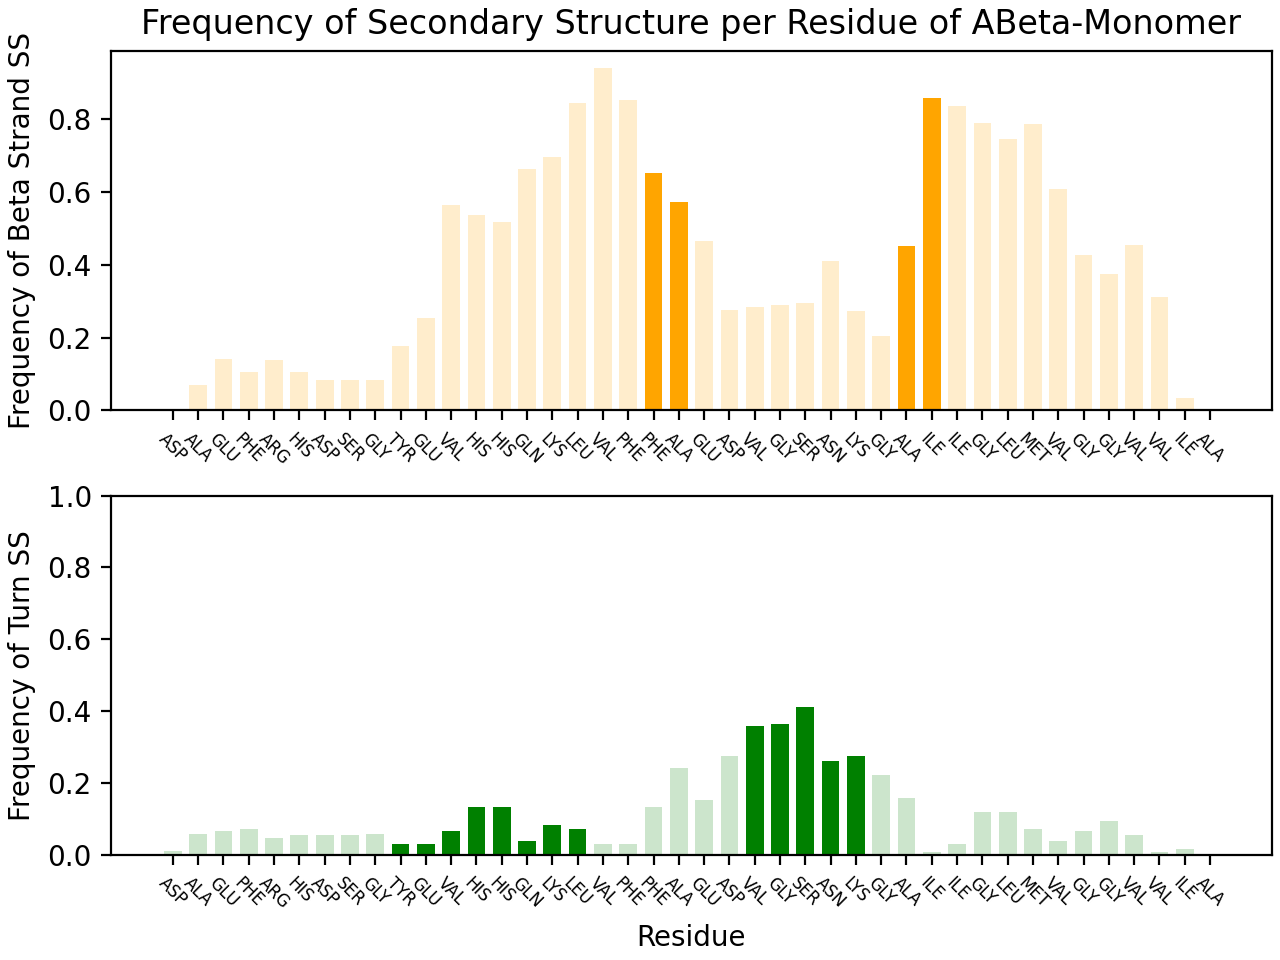 Frequency of Secondary Structure per Residue of ABeta-Monomer
Frequency of Beta Strand SS
0.8
0.6
0.4
0.2
0.0
ASP ALA GLU PHE ARG HIS ASP SER GLY TYR GLU VAL HIS HIS GLN LYS LEU VAL PHE PHE ALA GLU ASP VAL GLY SER ASN LYS GLY ALA ILE ILE GLY LEU MET VAL GLY GLY VAL VAL ILE ALA
Frequency of Turn SS
1.0
0.8
0.6
0.4
0.2
0.0
ASP ALA GLU PHE ARG HIS ASP SER GLY TYR GLU VAL HIS HIS GLN LYS LEU VAL PHE PHE ALA GLU ASP VAL GLY SER ASN LYS GLY ALA ILE ILE GLY LEU MET VAL GLY GLY VAL VAL ILE ALA
Residue